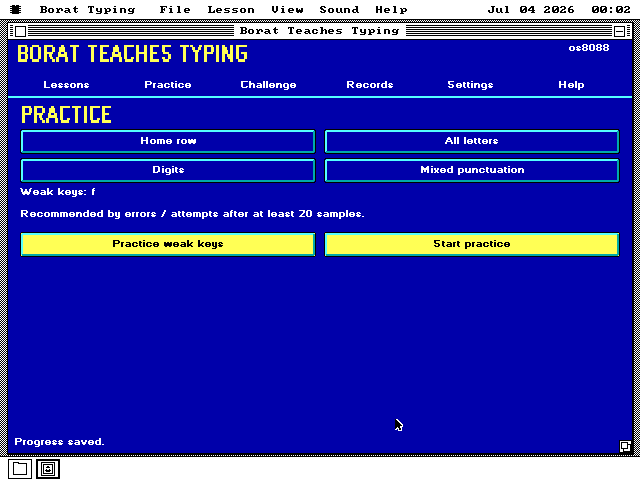 Borat Typing File Lesson View Sound Help Jul 04 2026 00:02
Borat Teaches Typing
BORAT TEACHES TYPING
os8088
Lessons Practice Challenge Records Settings Help
PRACTICE
Home row All letters
Digits Mixed punctuation
Weak keys: f
Recommended by errors / attempts after at least 20 samples.
Practice weak keys Start practice
Progress saved.